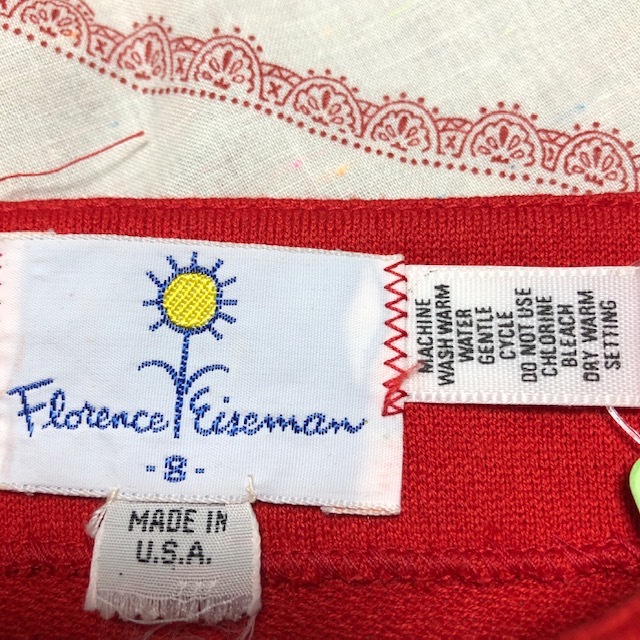 Florence Eiseman
-8-
MADE IN
U.S.A.
MACHINE
WASH WARM
WATER
GENTLE
CYCLE
DO NOT USE
CHLORINE
BLEACH
DRY WARM
SETTING